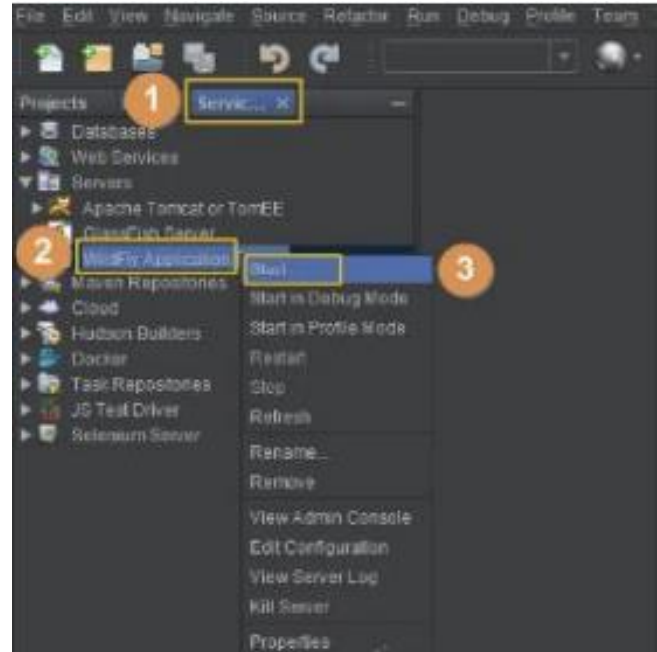 File Edit View Navigate Source Refactor Run Debug Profile Team
Projects
1
Servic... ×
Databases
Web Services
Servers
Apache Tomcat or TomEE
GlassFish Server
2
WildFly Application
Start
3
Maven Repositories
Start in Debug Mode
Cloud
Start in Profile Mode
Hudson Builders
Restart
Docker
Stop
Task Repositories
Refresh
JS Test Driver
Selenium Server
Rename...
Remove
View Admin Console
Edit Configuration
View Server Log
Kill Server
Properties